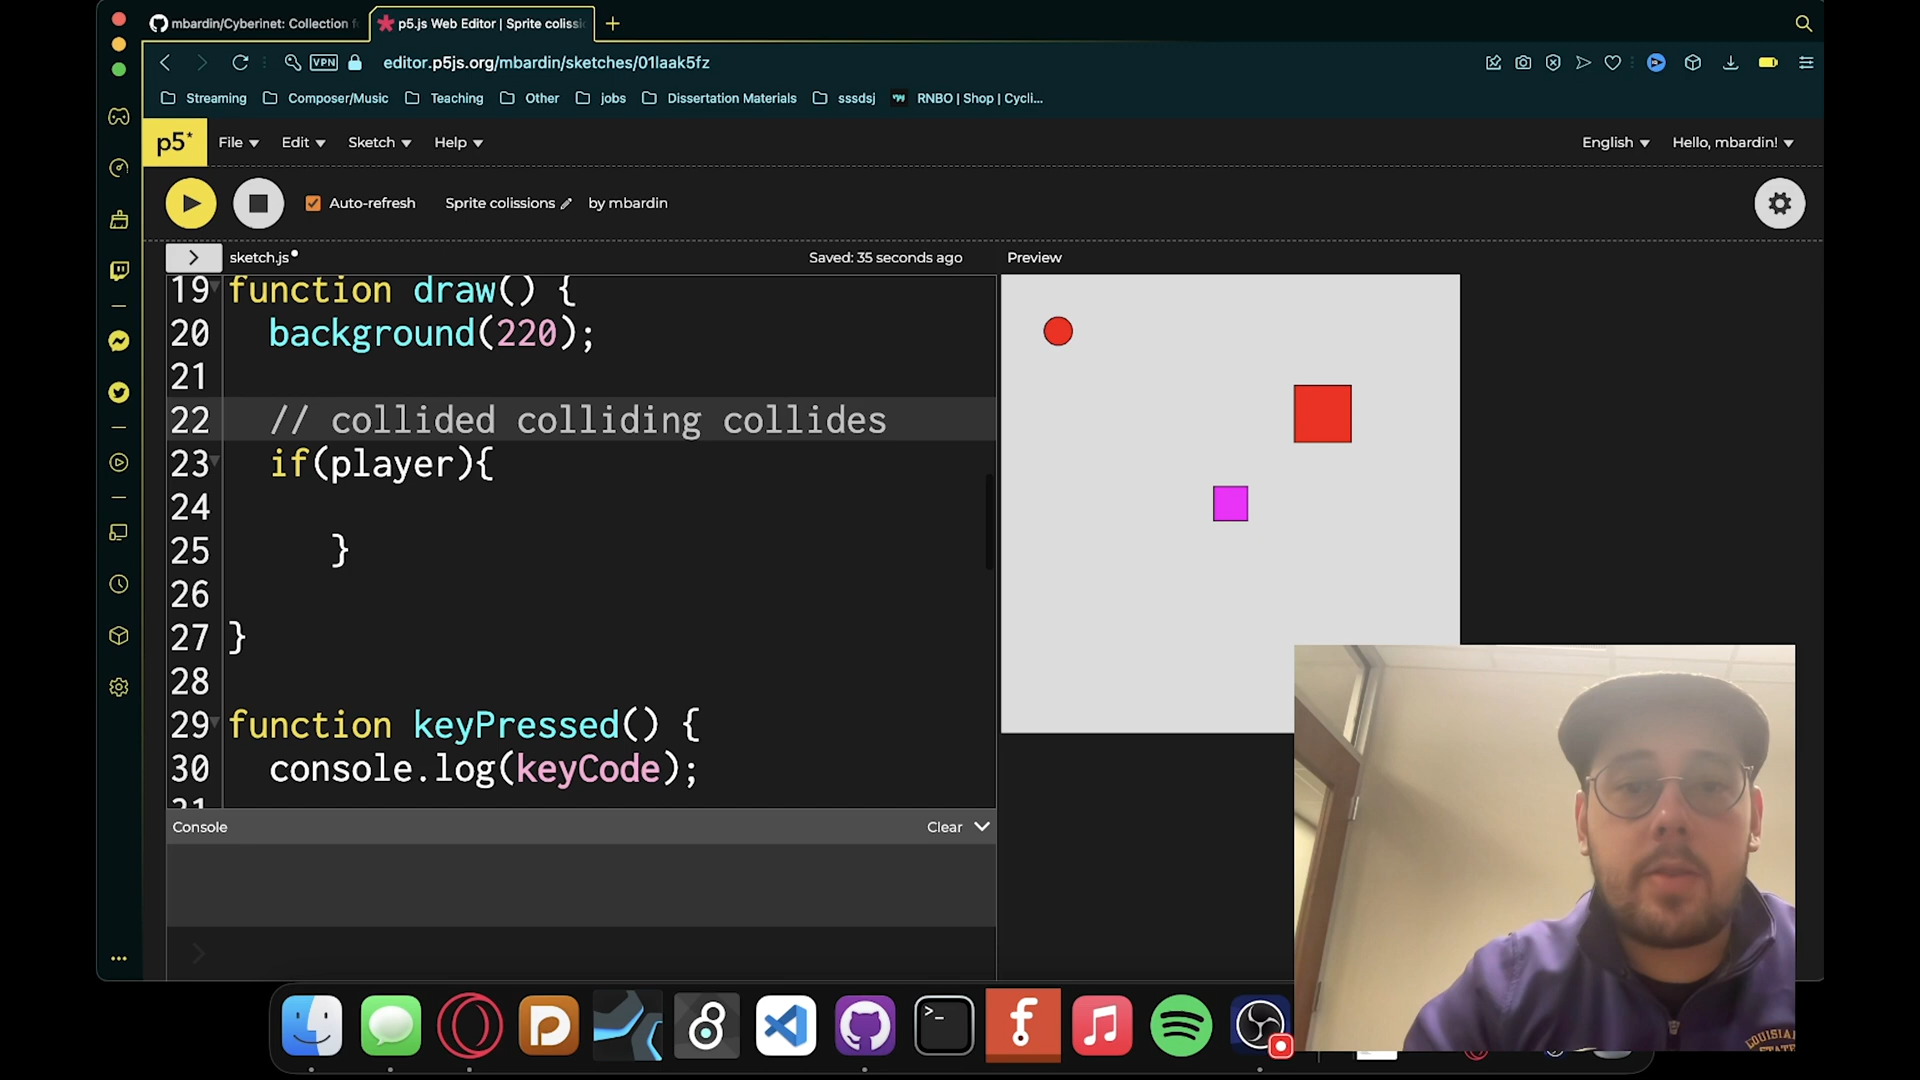 mbardin/Cyberinet: Collection f
p5.js Web Editor | Sprite coliss
VPN
editor.p5js.org/mbardin/sketches/01laak5fz
Streaming
Composer/Music
Teaching
Other
jobs
Dissertation Materials
sssdsj
RNBO | Shop | Cycli...
p5*
File
Edit
Sketch
Help
English
Hello, mbardin!
Auto-refresh
Sprite colissions
by mbardin
sketch.js
Saved: 35 seconds ago
Preview
19 function draw() {
20 background(220);
21
22 // collided colliding collides
23 if(player){
24
25 }
26
27 }
28
29 function keyPressed() {
30 console.log(keyCode);
31
Console
Clear